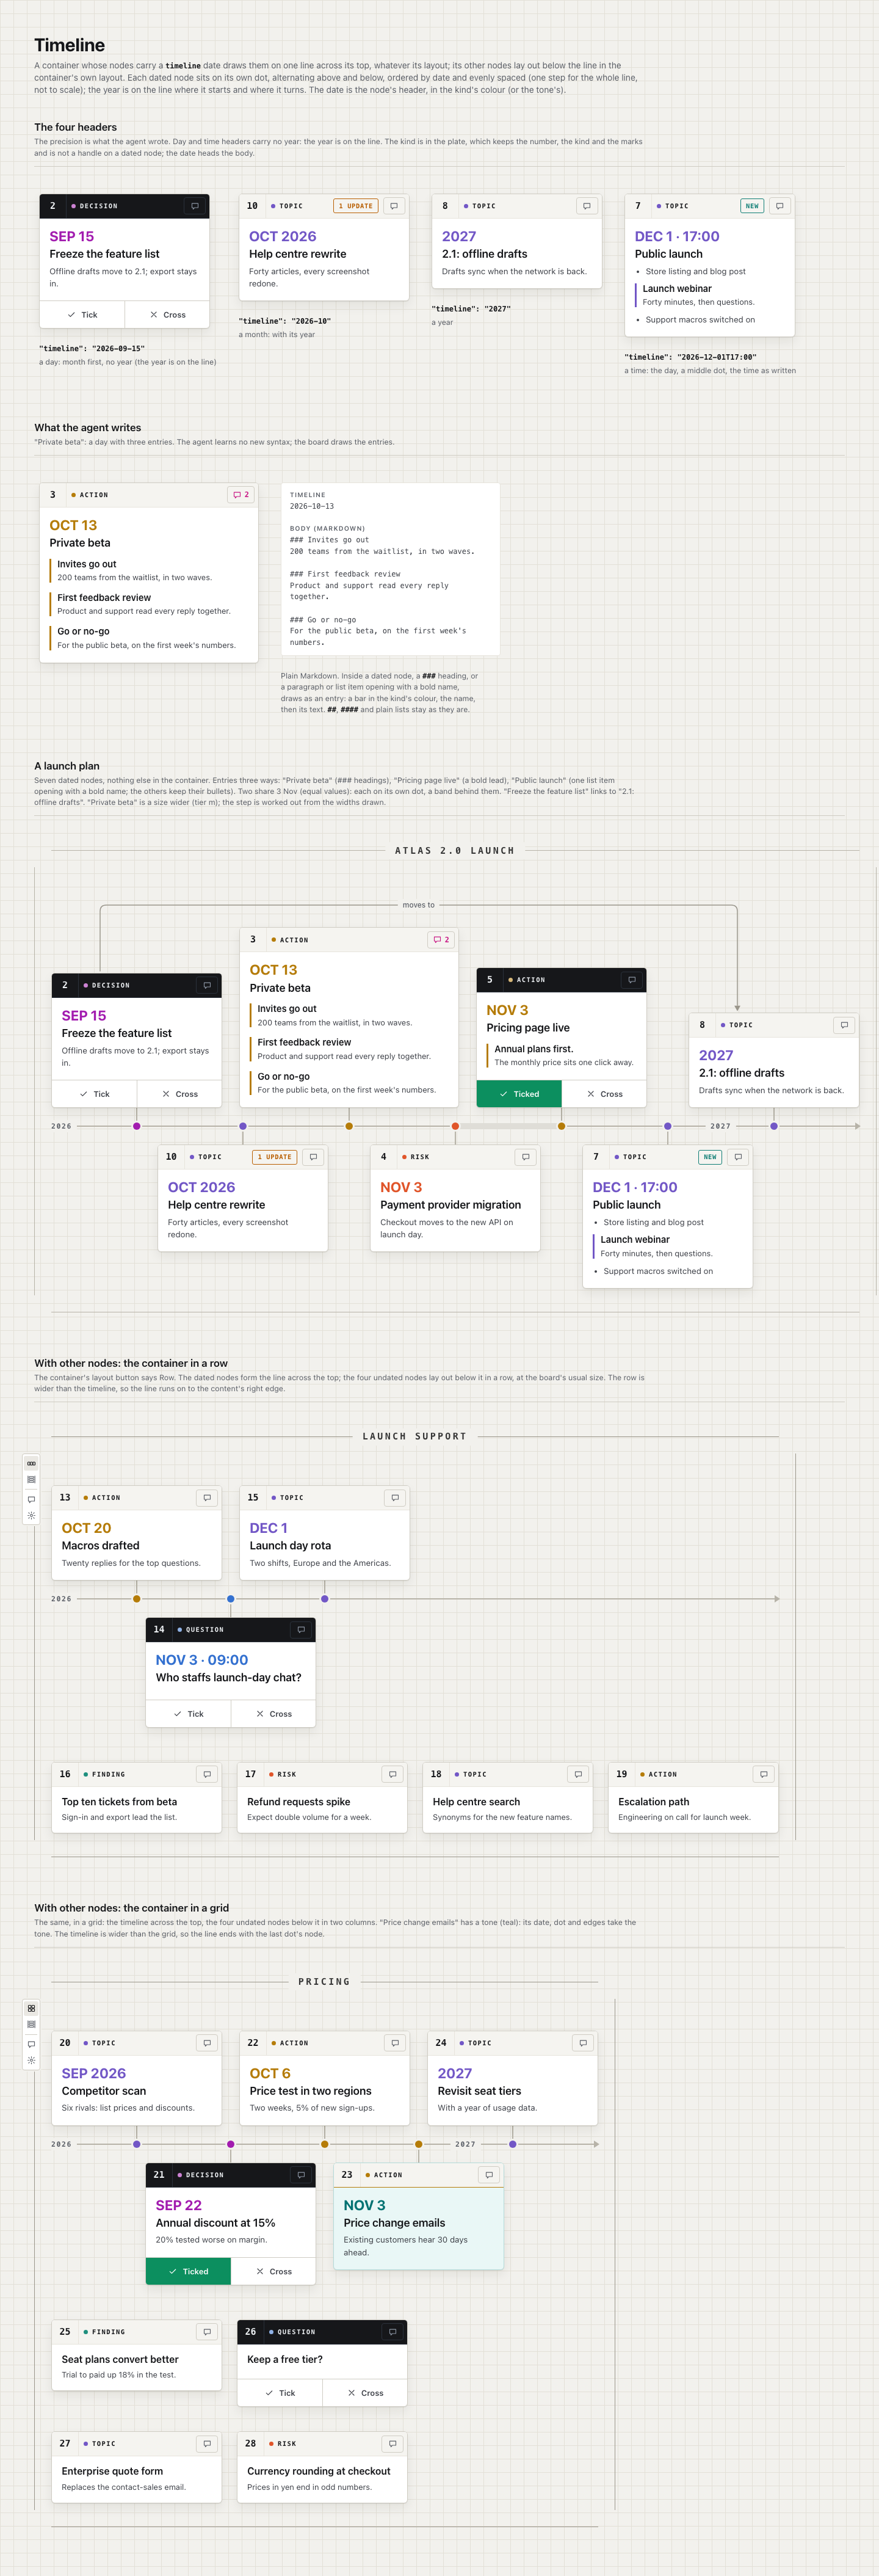 Timeline
A container whose nodes carry a timeline date draws them on one line across its top, whatever its layout; its other nodes lay out below the line in the
container's own layout. Each dated node sits on its own dot, alternating above and below, ordered by date and evenly spaced (one step for the whole line,
not to scale); the year is on the line where it starts and where it turns. The date is the node's header, in the kind's colour (or the tone's).
The four headers
The precision is what the agent wrote. Day and time headers carry no year: the year is on the line. The kind is in the plate, which keeps the number, the kind and the marks
and is not a handle on a dated node; the date heads the body.
2 DECISION
SEP 15
Freeze the feature list
Offline drafts move to 2.1; export stays
in.
Tick Cross
"timeline": "2026-09-15"
a day: month first, no year (the year is on the line)
10 TOPIC 1 UPDATE
OCT 2026
Help centre rewrite
Forty articles, every screenshot
redone.
"timeline": "2026-10"
a month: with its year
8 TOPIC
2027
2.1: offline drafts
Drafts sync when the network is back.
"timeline": "2027"
a year
7 TOPIC NEW
DEC 1 · 17:00
Public launch
• Store listing and blog post
Launch webinar
Forty minutes, then questions.
• Support macros switched on
"timeline": "2026-12-01T17:00"
a time: the day, a middle dot, the time as written
What the agent writes
"Private beta": a day with three entries. The agent learns no new syntax; the board draws the entries.
3 ACTION 2
OCT 13
Private beta
Invites go out
200 teams from the waitlist, in two waves.
First feedback review
Product and support read every reply together.
Go or no-go
For the public beta, on the first week's numbers.
TIMELINE
2026-10-13
BODY (MARKDOWN)
### Invites go out
200 teams from the waitlist, in two waves.
### First feedback review
Product and support read every reply
together.
### Go or no-go
For the public beta, on the first week's
numbers.
Plain Markdown. Inside a dated node, a ### heading, or
a paragraph or list item opening with a bold name,
draws as an entry: a bar in the kind's colour, the name,
then its text. ##, #### and plain lists stay as they are.
A launch plan
Seven dated nodes, nothing else in the container. Entries three ways: "Private beta" (### headings), "Pricing page live" (a bold lead), "Public launch" (one list item
opening with a bold name; the others keep their bullets). Two share 3 Nov (equal values): each on its own dot, a band behind them. "Freeze the feature list" links to "2.1:
offline drafts". "Private beta" is a size wider (tier m); the step is worked out from the widths drawn.
ATLAS 2.0 LAUNCH
moves to
2 DECISION
SEP 15
Freeze the feature list
Offline drafts move to 2.1; export stays
in.
Tick Cross
3 ACTION 2
OCT 13
Private beta
Invites go out
200 teams from the waitlist, in two waves.
First feedback review
Product and support read every reply together.
Go or no-go
For the public beta, on the first week's numbers.
5 ACTION
NOV 3
Pricing page live
Annual plans first.
The monthly price sits one click away.
Ticked Cross
8 TOPIC
2027
2.1: offline drafts
Drafts sync when the network is back.
2026 2027
10 TOPIC 1 UPDATE
OCT 2026
Help centre rewrite
Forty articles, every screenshot
redone.
4 RISK
NOV 3
Payment provider migration
Checkout moves to the new API on
launch day.
7 TOPIC NEW
DEC 1 · 17:00
Public launch
• Store listing and blog post
Launch webinar
Forty minutes, then questions.
• Support macros switched on
With other nodes: the container in a row
The container's layout button says Row. The dated nodes form the line across the top; the four undated nodes lay out below it in a row, at the board's usual size. The row is
wider than the timeline, so the line runs on to the content's right edge.
LAUNCH SUPPORT
13 ACTION
OCT 20
Macros drafted
Twenty replies for the top questions.
15 TOPIC
DEC 1
Launch day rota
Two shifts, Europe and the Americas.
2026
14 QUESTION
NOV 3 · 09:00
Who staffs launch-day chat?
Tick Cross
16 FINDING
Top ten tickets from beta
Sign-in and export lead the list.
17 RISK
Refund requests spike
Expect double volume for a week.
18 TOPIC
Help centre search
Synonyms for the new feature names.
19 ACTION
Escalation path
Engineering on call for launch week.
With other nodes: the container in a grid
The same, in a grid: the timeline across the top, the four undated nodes below it in two columns. "Price change emails" has a tone (teal): its date, dot and edges take the
tone. The timeline is wider than the grid, so the line ends with the last dot's node.
PRICING
20 TOPIC
SEP 2026
Competitor scan
Six rivals: list prices and discounts.
22 ACTION
OCT 6
Price test in two regions
Two weeks, 5% of new sign-ups.
24 TOPIC
2027
Revisit seat tiers
With a year of usage data.
2026 2027
21 DECISION
SEP 22
Annual discount at 15%
20% tested worse on margin.
Ticked Cross
23 ACTION
NOV 3
Price change emails
Existing customers hear 30 days
ahead.
25 FINDING
Seat plans convert better
Trial to paid up 18% in the test.
26 QUESTION
Keep a free tier?
Tick Cross
27 TOPIC
Enterprise quote form
Replaces the contact-sales email.
28 RISK
Currency rounding at checkout
Prices in yen end in odd numbers.